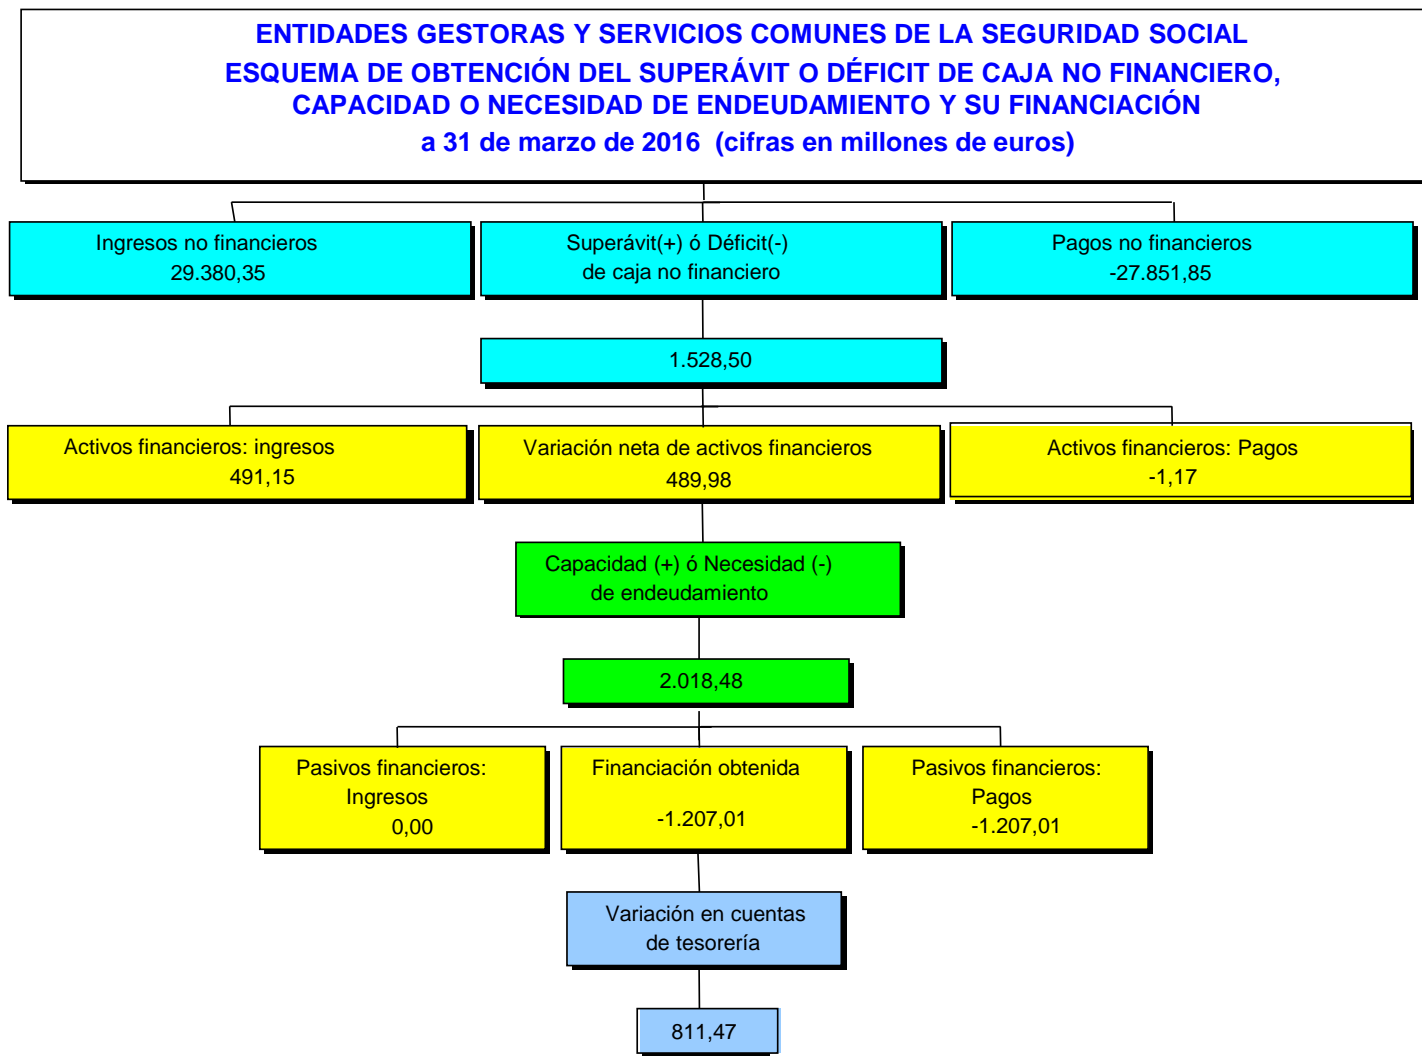 ENTIDADES GESTORAS Y SERVICIOS COMUNES DE LA SEGURIDAD SOCIAL
ESQUEMA DE OBTENCIÓN DEL SUPERÁVIT O DÉFICIT DE CAJA NO FINANCIERO,
CAPACIDAD O NECESIDAD DE ENDEUDAMIENTO Y SU FINANCIACIÓN
a 31 de marzo de 2016 (cifras en millones de euros)
Ingresos no financieros
29.380,35
Superávit(+) ó Déficit(-)
de caja no financiero
Pagos no financieros
-27.851,85
1.528,50
Activos financieros: ingresos
491,15
Variación neta de activos financieros
489,98
Activos financieros: Pagos
-1,17
Capacidad (+) ó Necesidad (-)
de endeudamiento
2.018,48
Pasivos financieros:
Ingresos
0,00
Financiación obtenida
-1.207,01
Pasivos financieros:
Pagos
-1.207,01
Variación en cuentas
de tesorería
811,47